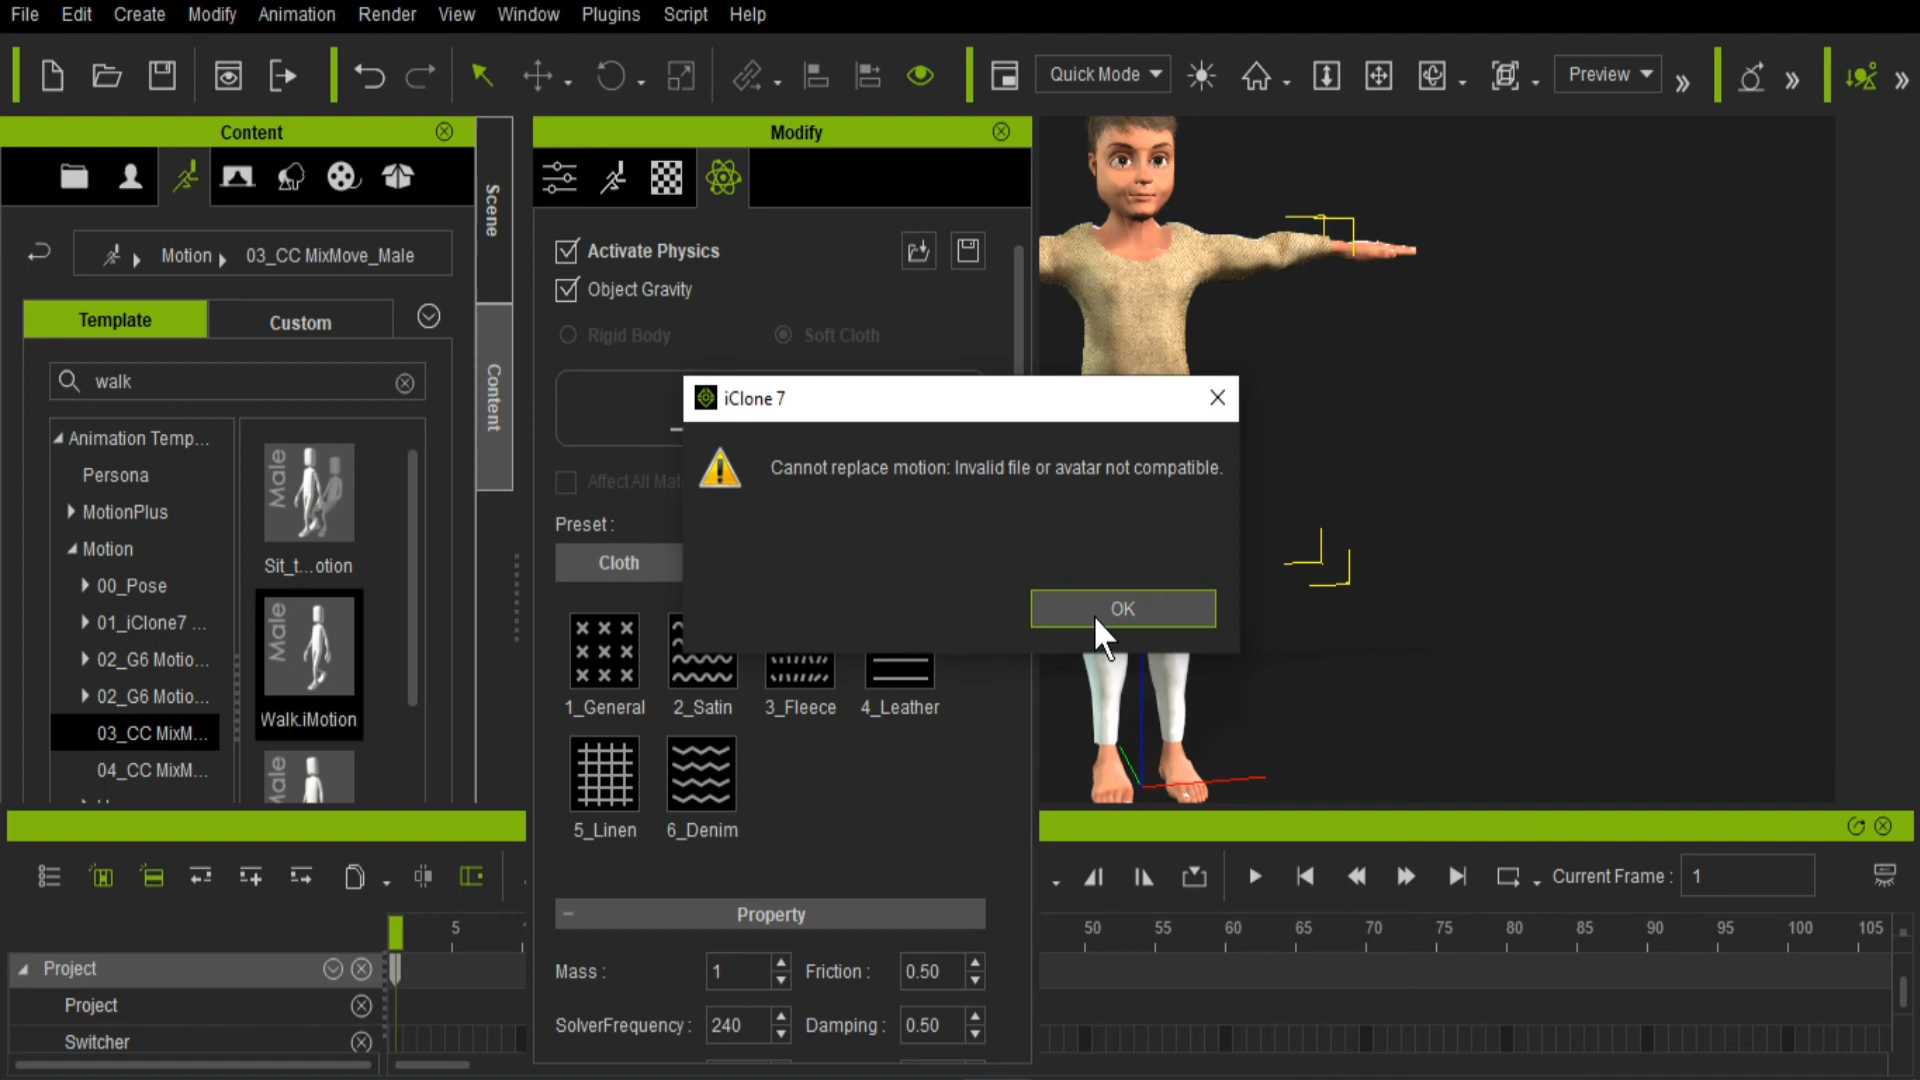 File Edit Create Modify Animation Render View Window Plugins Script Help
Quick Mode
Preview
Content
Modify
Scene
Content
Motion 03_CC MixMove_Male
Template
Custom
walk
Animation Temp...
Persona
MotionPlus
Motion
00_Pose
01_iClone7 ...
02_G6 Motio...
02_G6 Motio...
03_CC MixM...
04_CC MixM...
Male
Sit_t...otion
Male
Walk.iMotion
Activate Physics
Object Gravity
Rigid Body
Soft Cloth
Affect All Mat
Preset :
Cloth
1_General
2_Satin
3_Fleece
4_Leather
5_Linen
6_Denim
Property
Mass : 1
Friction : 0.50
SolverFrequency : 240
Damping : 0.50
iClone 7
Cannot replace motion: Invalid file or avatar not compatible.
OK
Current Frame : 1
5
50 55 60 65 70 75 80 85 90 95 100 105
Project
Project
Switcher